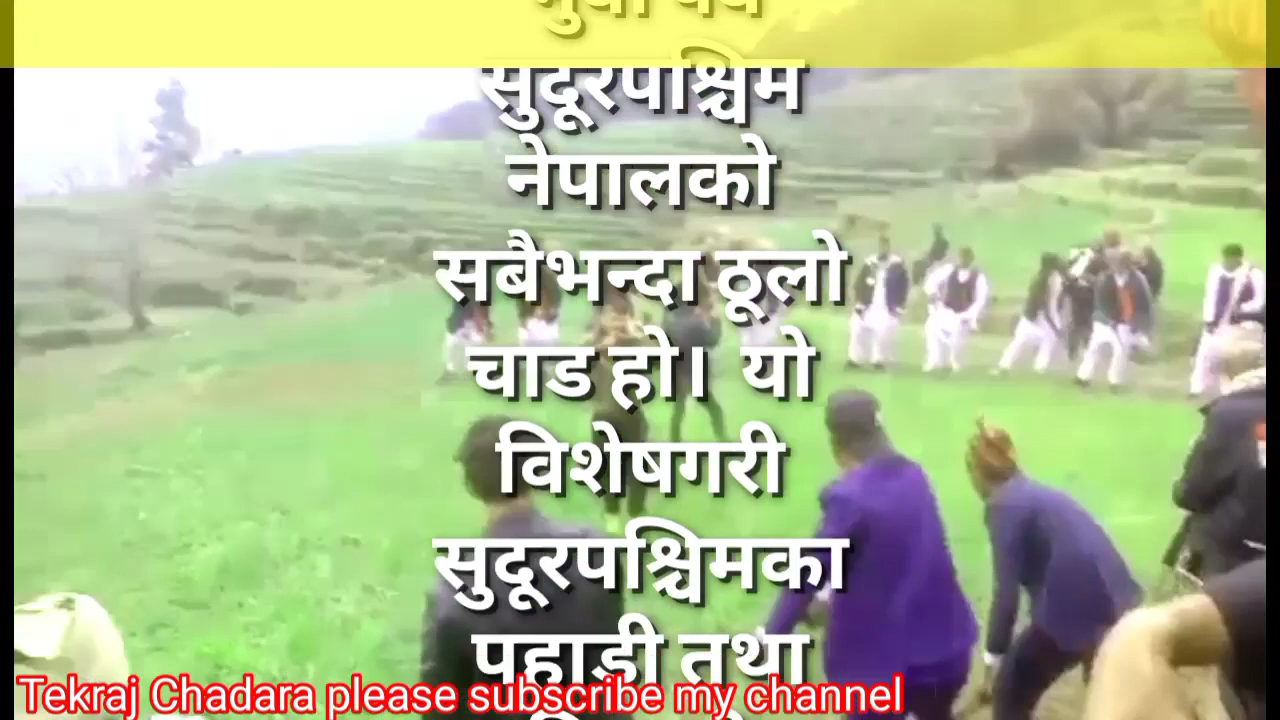 सुदूरपश्चिम
नेपालको
सबैभन्दा ठूलो
चाड हो। यो
विशेषगरी
सुदूरपश्चिमका
पहाडी तथा
Tekraj Chadara please subscribe my channel